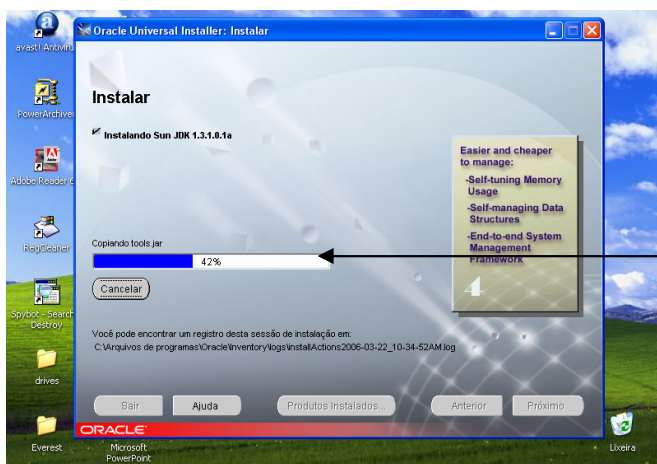 Oracle Universal Installer: Instalar
avast! Antiviru
PowerArchiver
Adobe Reader 6
RegCleaner
Spybot - Search
Destroy
drives
Everest
Instalar
Instalando Sun JDK 1.3.1.0.1a
Easier and cheaper
to manage:
-Self-tuning Memory
Usage
-Self-managing Data
Structures
-End-to-end System
Management
Framework
4
Copiando tools.jar
42%
Cancelar
Você pode encontrar um registro desta sessão de instalação em:
C:\Arquivos de programas\Oracle\Inventory\logs\installActions2006-03-22_10-34-52AM.log
Sair
Ajuda
Produtos Instalados...
Anterior
Próximo
ORACLE
Microsoft
PowerPoint
Lixeira